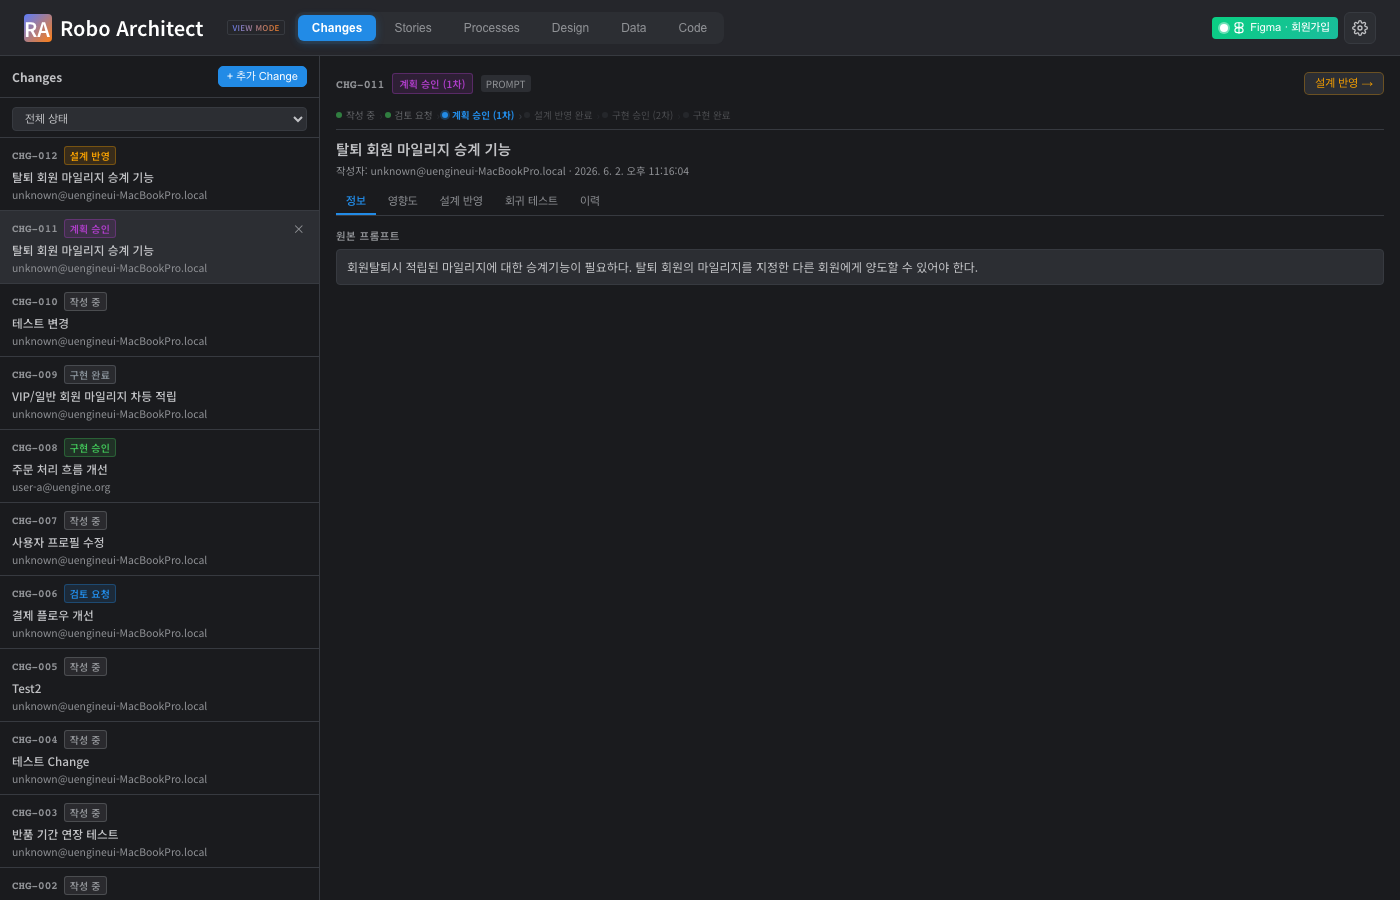 RA Robo Architect VIEW MODE Changes Stories Processes Design Data Code Figma · 회원가입
Changes + 추가 Change
전체 상태
CHG-012 설계 반영
탈퇴 회원 마일리지 승계 기능
unknown@uengineui-MacBookPro.local
CHG-011 계획 승인
탈퇴 회원 마일리지 승계 기능
unknown@uengineui-MacBookPro.local
CHG-010 작성 중
테스트 변경
unknown@uengineui-MacBookPro.local
CHG-009 구현 완료
VIP/일반 회원 마일리지 차등 적립
unknown@uengineui-MacBookPro.local
CHG-008 구현 승인
주문 처리 흐름 개선
user-a@uengine.org
CHG-007 작성 중
사용자 프로필 수정
unknown@uengineui-MacBookPro.local
CHG-006 검토 요청
결제 플로우 개선
unknown@uengineui-MacBookPro.local
CHG-005 작성 중
Test2
unknown@uengineui-MacBookPro.local
CHG-004 작성 중
테스트 Change
unknown@uengineui-MacBookPro.local
CHG-003 작성 중
반품 기간 연장 테스트
unknown@uengineui-MacBookPro.local
CHG-002 작성 중
CHG-011 계획 승인 (1차) PROMPT 설계 반영 →
작성 중 검토 요청 계획 승인 (1차) › 설계 반영 완료 › 구현 승인 (2차) › 구현 완료
탈퇴 회원 마일리지 승계 기능
작성자: unknown@uengineui-MacBookPro.local · 2026. 6. 2. 오후 11:16:04
정보 영향도 설계 반영 회귀 테스트 이력
원본 프롬프트
회원탈퇴시 적립된 마일리지에 대한 승계기능이 필요하다. 탈퇴 회원의 마일리지를 지정한 다른 회원에게 양도할 수 있어야 한다.